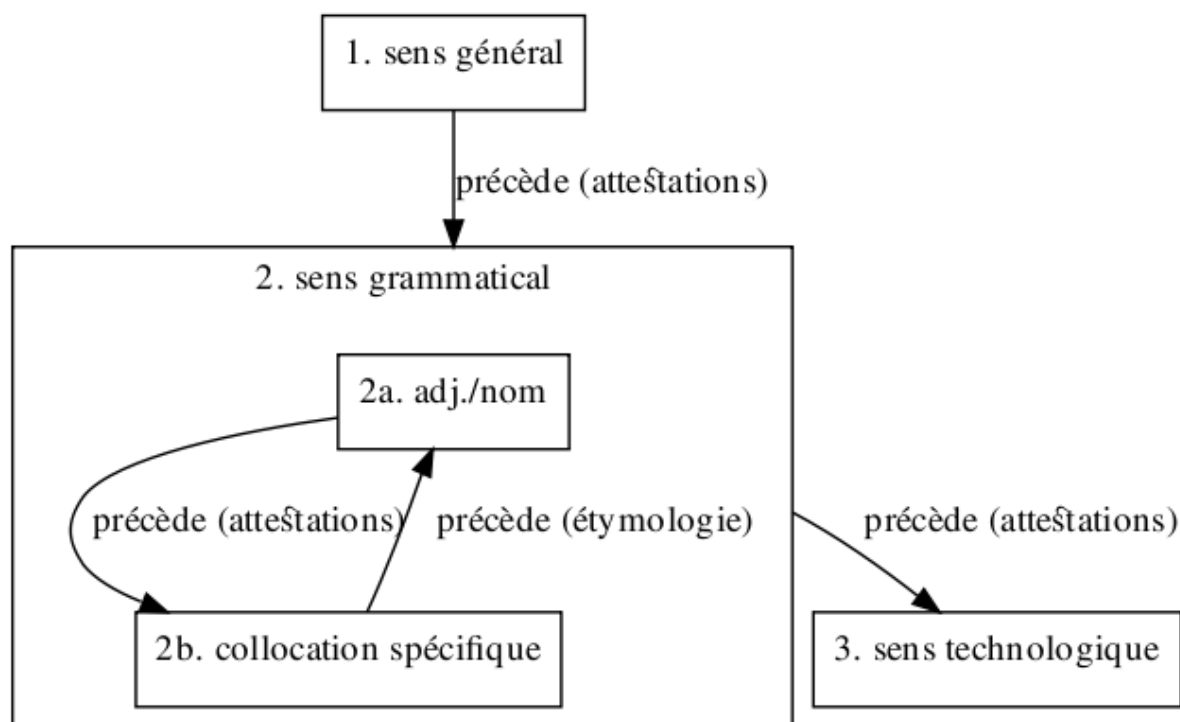 1. sens général
précède (attestations)
2. sens grammatical
2a. adj./nom
précède (attestations)
précède (étymologie)
précède (attestations)
2b. collocation spécifique
3. sens technologique